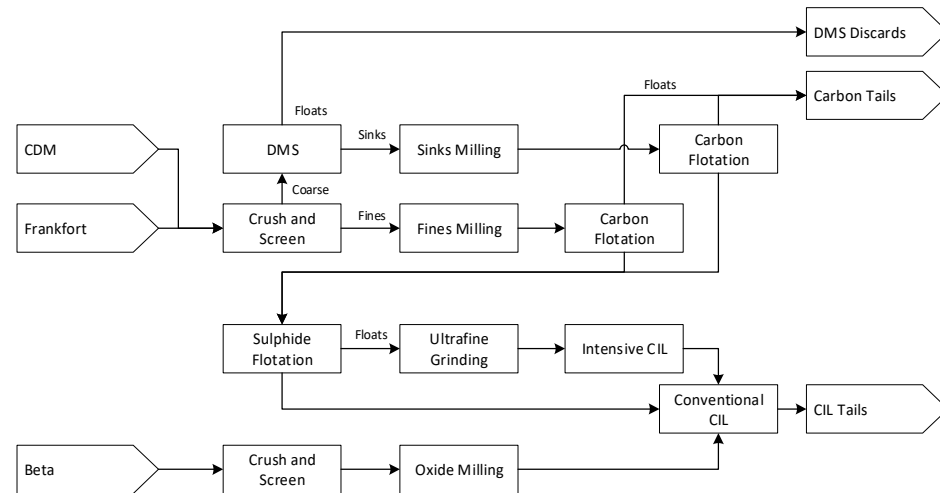 DMS Discards
Floats
Floats
Carbon Tails
CDM
DMS
Sinks
Sinks Milling
Carbon
Flotation
Coarse
Frankfort
Crush and
Screen
Fines
Fines Milling
Carbon
Flotation
Sulphide
Flotation
Floats
Ultrafine
Grinding
Intensive CIL
Conventional
CIL
CIL Tails
Beta
Crush and
Screen
Oxide Milling